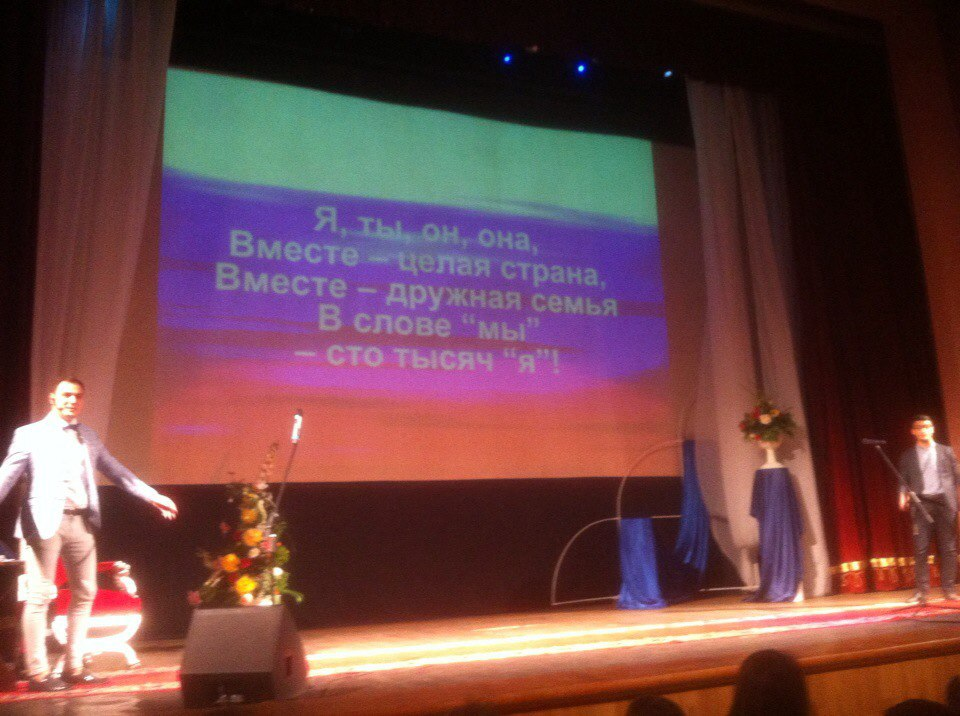 Я, ты, он, она,
Вместе – целая страна,
Вместе – дружная семья
В слове “мы”
– сто тысяч “я”!